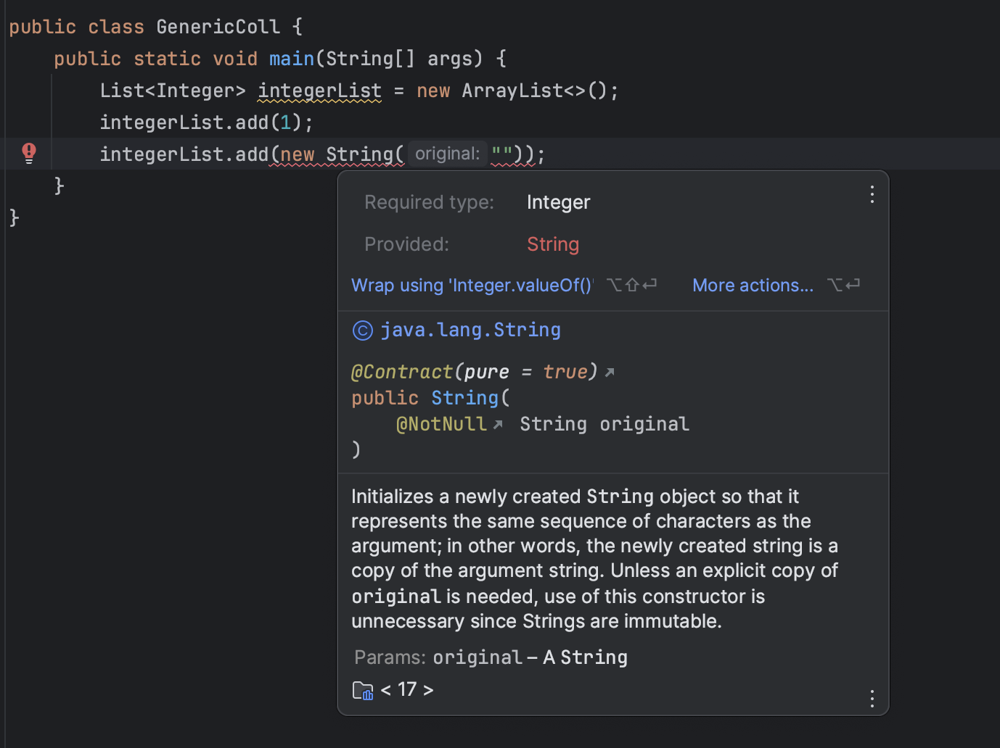 public class GenericColl {
    public static void main(String[] args) {
        List<Integer> integerList = new ArrayList<>();
        integerList.add(1);
        integerList.add(new String( original: ""));
    }
}
Required type: Integer
Provided: String
Wrap using 'Integer.valueOf()' ⌥⇧⏎ More actions... ⌥⏎
© java.lang.String
@Contract(pure = true)↗
public String(
    @NotNull↗ String original
)
Initializes a newly created String object so that it
represents the same sequence of characters as the
argument; in other words, the newly created string is a
copy of the argument string. Unless an explicit copy of
original is needed, use of this constructor is
unnecessary since Strings are immutable.
Params: original – A String
< 17 >